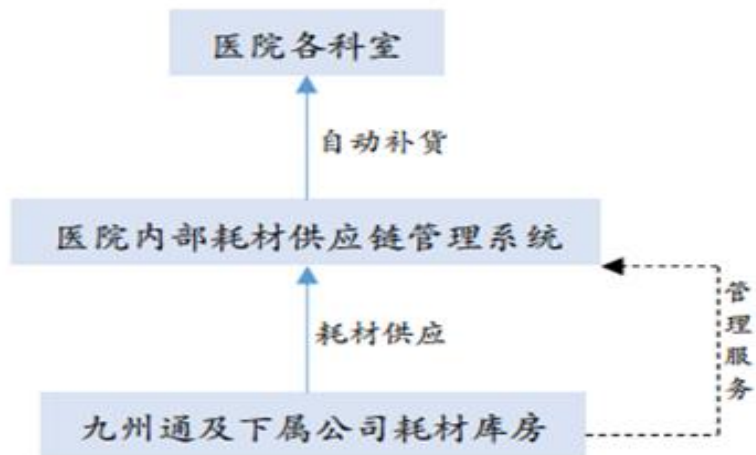 医院各科室
自动补货
医院内部耗材供应链管理系统
耗材供应
管理服务
九州通及下属公司耗材库房